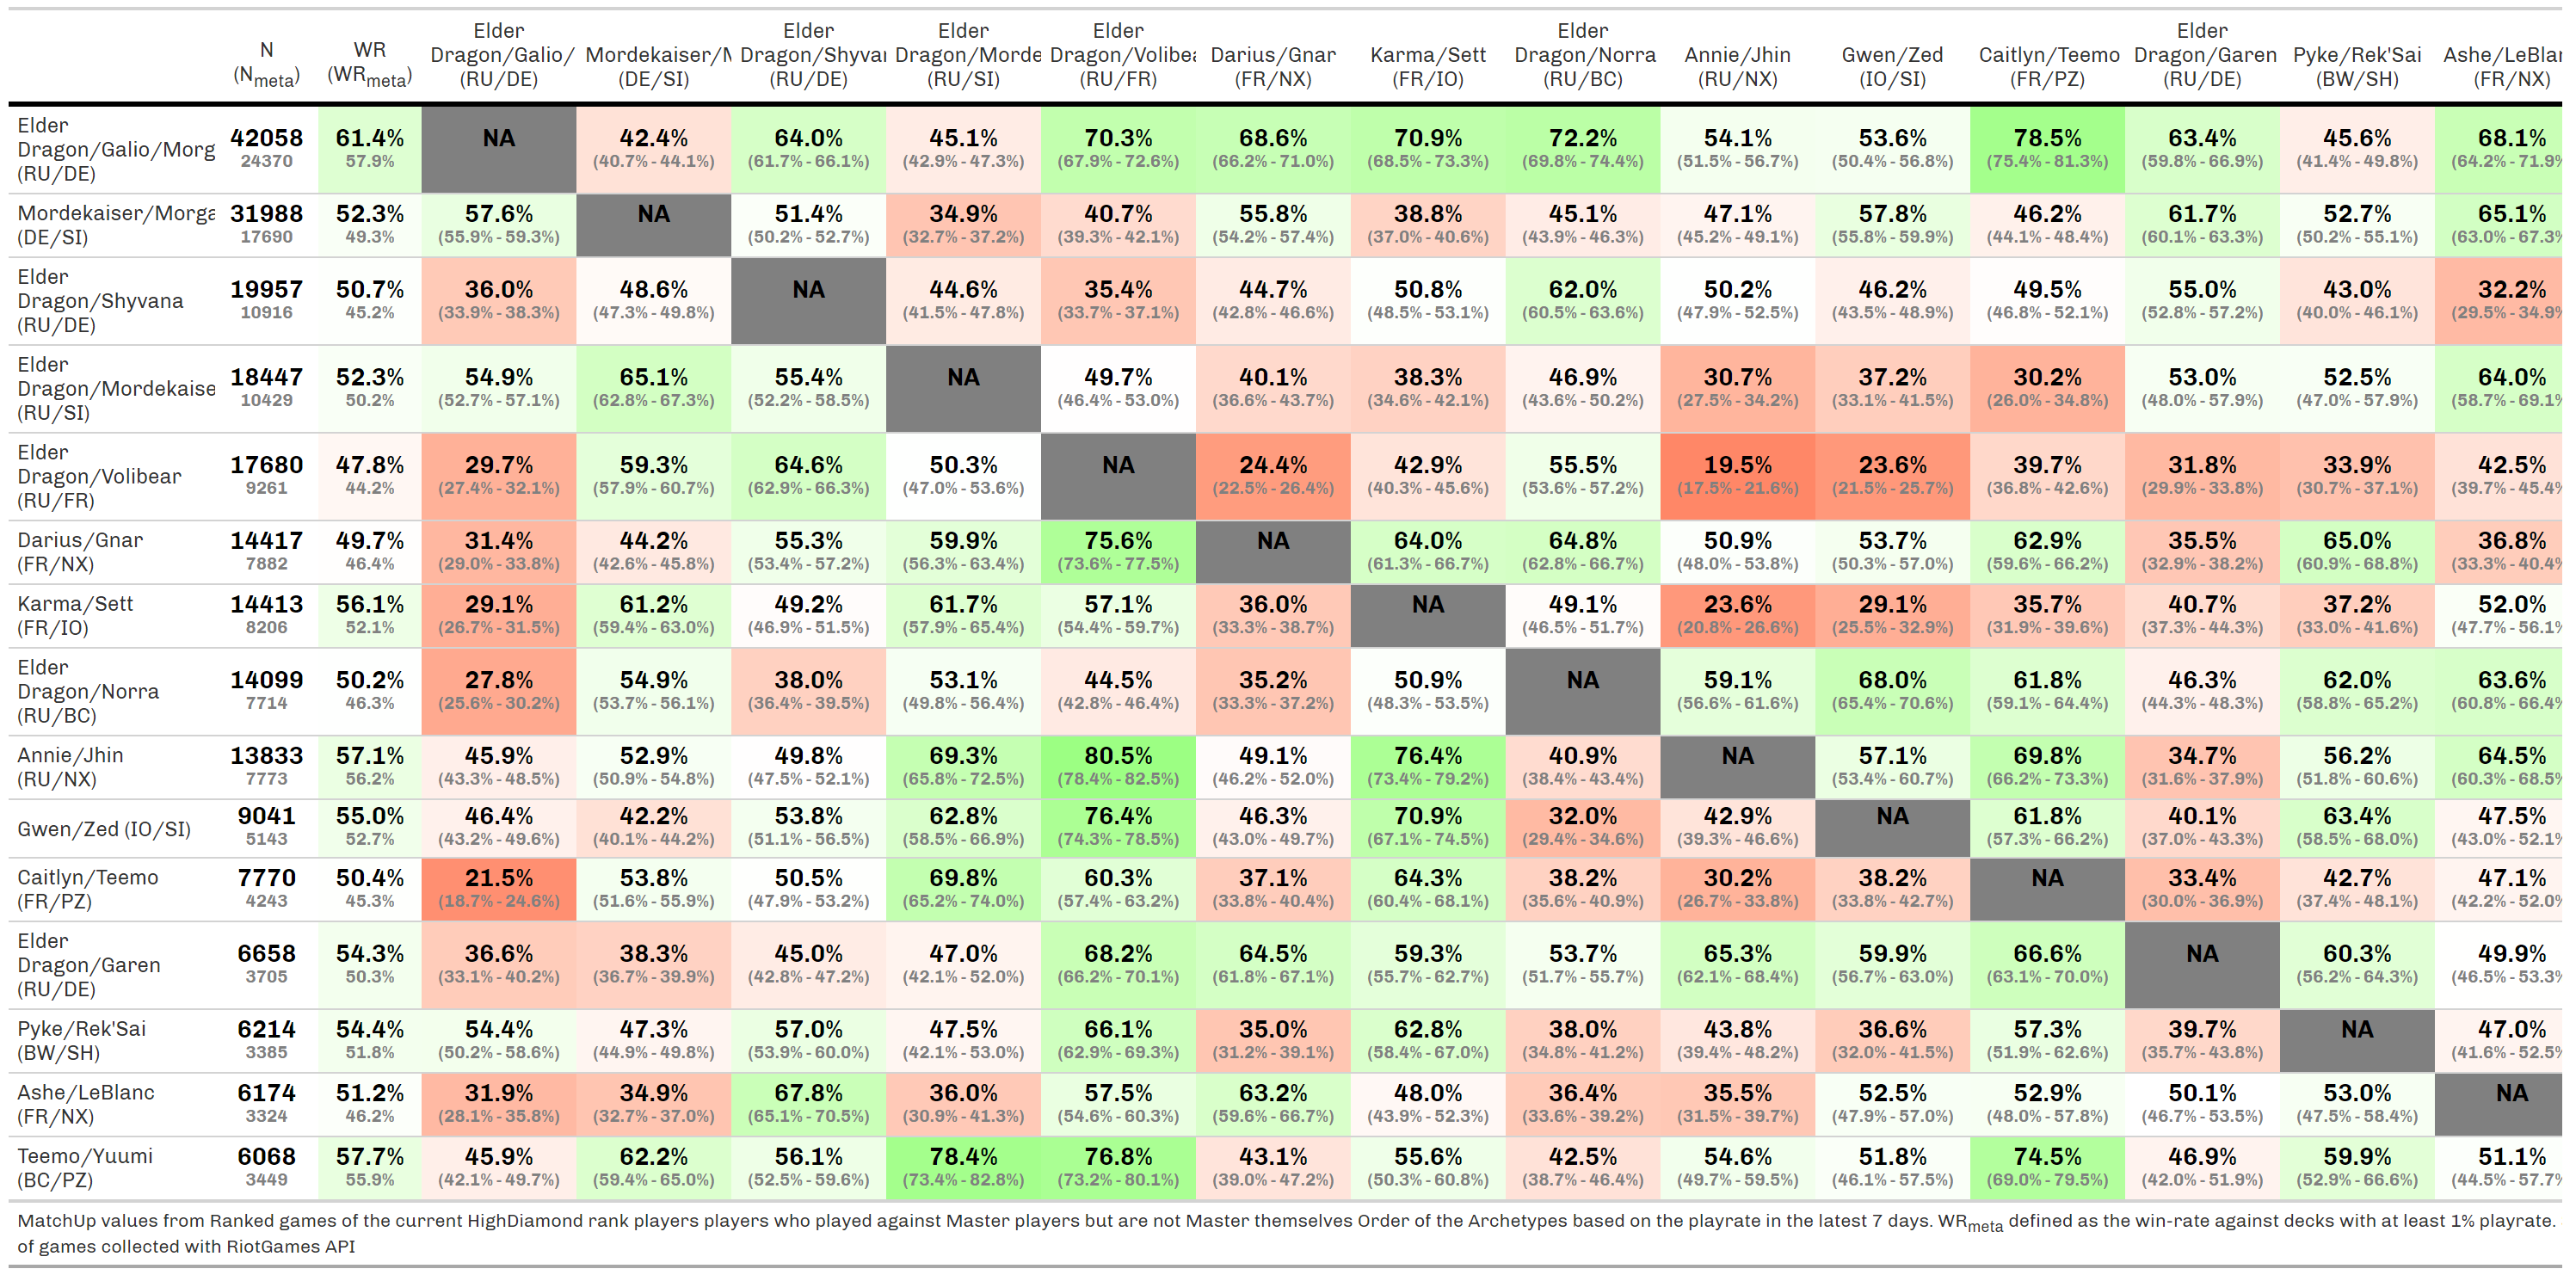 N WR Elder Elder Elder Elder Elder Elder
(Nmeta) (WRmeta) Dragon/Galio/ Mordekaiser/M Dragon/Shyvar Dragon/Morde Dragon/Volibea Darius/Gnar Karma/Sett Dragon/Norra Annie/Jhin Gwen/Zed Caitlyn/Teemo Dragon/Garen Pyke/Rek'Sai Ashe/LeBlar
(RU/DE) (DE/SI) (RU/DE) (RU/SI) (RU/FR) (FR/NX) (FR/IO) (RU/BC) (RU/NX) (IO/SI) (FR/PZ) (RU/DE) (BW/SH) (FR/NX)
Elder
Dragon/Galio/Morg
(RU/DE)
42058 61.4% NA 42.4% 64.0% 45.1% 70.3% 68.6% 70.9% 72.2% 54.1% 53.6% 78.5% 63.4% 45.6% 68.1%
24370 57.9% (40.7% - 44.1%) (61.7% - 66.1%) (42.9% - 47.3%) (67.9% - 72.6%) (66.2% - 71.0%) (68.5% - 73.3%) (69.8% - 74.4%) (51.5% - 56.7%) (50.4% - 56.8%) (75.4% - 81.3%) (59.8% - 66.9%) (41.4% - 49.8%) (64.2% - 71.9%
Mordekaiser/Morga
(DE/SI)
31988 52.3% 57.6% NA 51.4% 34.9% 40.7% 55.8% 38.8% 45.1% 47.1% 57.8% 46.2% 61.7% 52.7% 65.1%
17690 49.3% (55.9% - 59.3%) (50.2% - 52.7%) (32.7% - 37.2%) (39.3% - 42.1%) (54.2% - 57.4%) (37.0% - 40.6%) (43.9% - 46.3%) (45.2% - 49.1%) (55.8% - 59.9%) (44.1% - 48.4%) (60.1% - 63.3%) (50.2% - 55.1%) (63.0% - 67.3%
Elder
Dragon/Shyvana
(RU/DE)
19957 50.7% 36.0% 48.6% NA 44.6% 35.4% 44.7% 50.8% 62.0% 50.2% 46.2% 49.5% 55.0% 43.0% 32.2%
10916 45.2% (33.9% - 38.3%) (47.3% - 49.8%) (41.5% - 47.8%) (33.7% - 37.1%) (42.8% - 46.6%) (48.5% - 53.1%) (60.5% - 63.6%) (47.9% - 52.5%) (43.5% - 48.9%) (46.8% - 52.1%) (52.8% - 57.2%) (40.0% - 46.1%) (29.5% - 34.9%
Elder
Dragon/Mordekaise
(RU/SI)
18447 52.3% 54.9% 65.1% 55.4% NA 49.7% 40.1% 38.3% 46.9% 30.7% 37.2% 30.2% 53.0% 52.5% 64.0%
10429 50.2% (52.7% - 57.1%) (62.8% - 67.3%) (52.2% - 58.5%) (46.4% - 53.0%) (36.6% - 43.7%) (34.6% - 42.1%) (43.6% - 50.2%) (27.5% - 34.2%) (33.1% - 41.5%) (26.0% - 34.8%) (48.0% - 57.9%) (47.0% - 57.9%) (58.7% - 69.1%
Elder
Dragon/Volibear
(RU/FR)
17680 47.8% 29.7% 59.3% 64.6% 50.3% NA 24.4% 42.9% 55.5% 19.5% 23.6% 39.7% 31.8% 33.9% 42.5%
9261 44.2% (27.4% - 32.1%) (57.9% - 60.7%) (62.9% - 66.3%) (47.0% - 53.6%) (22.5% - 26.4%) (40.3% - 45.6%) (53.6% - 57.2%) (17.5% - 21.6%) (21.5% - 25.7%) (36.8% - 42.6%) (29.9% - 33.8%) (30.7% - 37.1%) (39.7% - 45.4%
Darius/Gnar
(FR/NX)
14417 49.7% 31.4% 44.2% 55.3% 59.9% 75.6% NA 64.0% 64.8% 50.9% 53.7% 62.9% 35.5% 65.0% 36.8%
7882 46.4% (29.0% - 33.8%) (42.6% - 45.8%) (53.4% - 57.2%) (56.3% - 63.4%) (73.6% - 77.5%) (61.3% - 66.7%) (62.8% - 66.7%) (48.0% - 53.8%) (50.3% - 57.0%) (59.6% - 66.2%) (32.9% - 38.2%) (60.9% - 68.8%) (33.3% - 40.4%
Karma/Sett
(FR/IO)
14413 56.1% 29.1% 61.2% 49.2% 61.7% 57.1% 36.0% NA 49.1% 23.6% 29.1% 35.7% 40.7% 37.2% 52.0%
8206 52.1% (26.7% - 31.5%) (59.4% - 63.0%) (46.9% - 51.5%) (57.9% - 65.4%) (54.4% - 59.7%) (33.3% - 38.7%) (46.5% - 51.7%) (20.8% - 26.6%) (25.5% - 32.9%) (31.9% - 39.6%) (37.3% - 44.3%) (33.0% - 41.6%) (47.7% - 56.1%
Elder
Dragon/Norra
(RU/BC)
14099 50.2% 27.8% 54.9% 38.0% 53.1% 44.5% 35.2% 50.9% NA 59.1% 68.0% 61.8% 46.3% 62.0% 63.6%
7714 46.3% (25.6% - 30.2%) (53.7% - 56.1%) (36.4% - 39.5%) (49.8% - 56.4%) (42.8% - 46.4%) (33.3% - 37.2%) (48.3% - 53.5%) (56.6% - 61.6%) (65.4% - 70.6%) (59.1% - 64.4%) (44.3% - 48.3%) (58.8% - 65.2%) (60.8% - 66.4%
Annie/Jhin
(RU/NX)
13833 57.1% 45.9% 52.9% 49.8% 69.3% 80.5% 49.1% 76.4% 40.9% NA 57.1% 69.8% 34.7% 56.2% 64.5%
7773 56.2% (43.3% - 48.5%) (50.9% - 54.8%) (47.5% - 52.1%) (65.8% - 72.5%) (78.4% - 82.5%) (46.2% - 52.0%) (73.4% - 79.2%) (38.4% - 43.4%) (53.4% - 60.7%) (66.2% - 73.3%) (31.6% - 37.9%) (51.8% - 60.6%) (60.3% - 68.5%
Gwen/Zed (IO/SI)
9041 55.0% 46.4% 42.2% 53.8% 62.8% 76.4% 46.3% 70.9% 32.0% 42.9% NA 61.8% 40.1% 63.4% 47.5%
5143 52.7% (43.2% - 49.6%) (40.1% - 44.2%) (51.1% - 56.5%) (58.5% - 66.9%) (74.3% - 78.5%) (43.0% - 49.7%) (67.1% - 74.5%) (29.4% - 34.6%) (39.3% - 46.6%) (57.3% - 66.2%) (37.0% - 43.3%) (58.5% - 68.0%) (43.0% - 52.1%
Caitlyn/Teemo
(FR/PZ)
7770 50.4% 21.5% 53.8% 50.5% 69.8% 60.3% 37.1% 64.3% 38.2% 30.2% 38.2% NA 33.4% 42.7% 47.1%
4243 45.3% (18.7% - 24.6%) (51.6% - 55.9%) (47.9% - 53.2%) (65.2% - 74.0%) (57.4% - 63.2%) (33.8% - 40.4%) (60.4% - 68.1%) (35.6% - 40.9%) (26.7% - 33.8%) (33.8% - 42.7%) (30.0% - 36.9%) (37.4% - 48.1%) (42.2% - 52.0%
Elder
Dragon/Garen
(RU/DE)
6658 54.3% 36.6% 38.3% 45.0% 47.0% 68.2% 64.5% 59.3% 53.7% 65.3% 59.9% 66.6% NA 60.3% 49.9%
3705 50.3% (33.1% - 40.2%) (36.7% - 39.9%) (42.8% - 47.2%) (42.1% - 52.0%) (66.2% - 70.1%) (61.8% - 67.1%) (55.7% - 62.7%) (51.7% - 55.7%) (62.1% - 68.4%) (56.7% - 63.0%) (63.1% - 70.0%) (56.2% - 64.3%) (46.5% - 53.3%
Pyke/Rek'Sai
(BW/SH)
6214 54.4% 54.4% 47.3% 57.0% 47.5% 66.1% 35.0% 62.8% 38.0% 43.8% 36.6% 57.3% 39.7% NA 47.0%
3385 51.8% (50.2% - 58.6%) (44.9% - 49.8%) (53.9% - 60.0%) (42.1% - 53.0%) (62.9% - 69.3%) (31.2% - 39.1%) (58.4% - 67.0%) (34.8% - 41.2%) (39.4% - 48.2%) (32.0% - 41.5%) (51.9% - 62.6%) (35.7% - 43.8%) (41.6% - 52.5%
Ashe/LeBlanc
(FR/NX)
6174 51.2% 31.9% 34.9% 67.8% 36.0% 57.5% 63.2% 48.0% 36.4% 35.5% 52.5% 52.9% 50.1% 53.0% NA
3324 46.2% (28.1% - 35.8%) (32.7% - 37.0%) (65.1% - 70.5%) (30.9% - 41.3%) (54.6% - 60.3%) (59.6% - 66.7%) (43.9% - 52.3%) (33.6% - 39.2%) (31.5% - 39.7%) (47.9% - 57.0%) (48.0% - 57.8%) (46.7% - 53.5%) (47.5% - 58.4%)
Teemo/Yuumi
(BC/PZ)
6068 57.7% 45.9% 62.2% 56.1% 78.4% 76.8% 43.1% 55.6% 42.5% 54.6% 51.8% 74.5% 46.9% 59.9% 51.1%
3449 55.9% (42.1% - 49.7%) (59.4% - 65.0%) (52.5% - 59.6%) (73.4% - 82.8%) (73.2% - 80.1%) (39.0% - 47.2%) (50.3% - 60.8%) (38.7% - 46.4%) (49.7% - 59.5%) (46.1% - 57.5%) (69.0% - 79.5%) (42.0% - 51.9%) (52.9% - 66.6%) (44.5% - 57.7%
MatchUp values from Ranked games of the current HighDiamond rank players players who played against Master players but are not Master themselves Order of the Archetypes based on the playrate in the latest 7 days. WRmeta defined as the win-rate against decks with at least 1% playrate.
of games collected with RiotGames API